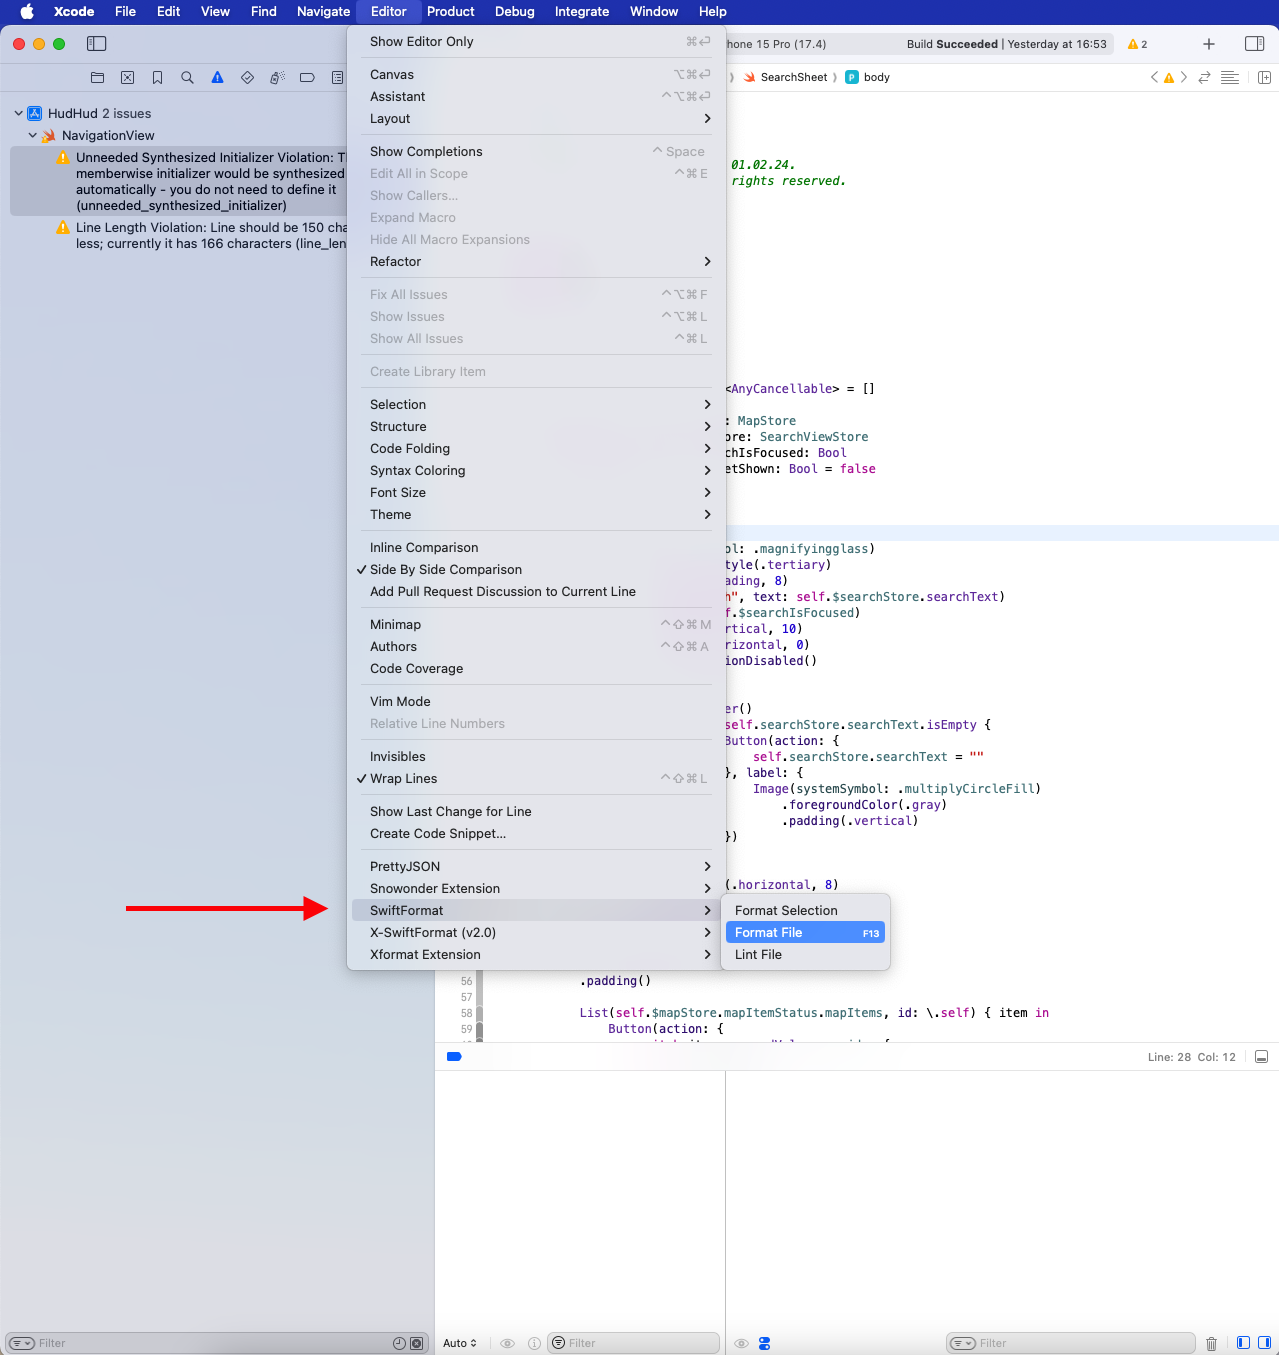 Xcode File Edit View Find Navigate Editor Product Debug Integrate Window Help
hone 15 Pro (17.4) Build Succeeded | Yesterday at 16:53 2
SearchSheet body
HudHud 2 issues
NavigationView
Unneeded Synthesized Initializer Violation: T
memberwise initializer would be synthesized
automatically - you do not need to define it
(unneeded_synthesized_initializer)
Line Length Violation: Line should be 150 cha
less; currently it has 166 characters (line_len
Show Editor Only ⌘⏎
Canvas ⌥⌘⏎
Assistant ^⌥⌘⏎
Layout
Show Completions ^ Space
Edit All in Scope ^⌘E
Show Callers...
Expand Macro
Hide All Macro Expansions
Refactor
Fix All Issues ^⌥⌘F
Show Issues ^⌥⌘L
Show All Issues ^⌘L
Create Library Item
Selection
Structure
Code Folding
Syntax Coloring
Font Size
Theme
Inline Comparison
✓ Side By Side Comparison
Add Pull Request Discussion to Current Line
Minimap ^⇧⌘M
Authors ^⇧⌘A
Code Coverage
Vim Mode
Relative Line Numbers
Invisibles
✓ Wrap Lines ^⇧⌘L
Show Last Change for Line
Create Code Snippet...
PrettyJSON
Snowonder Extension
SwiftFormat
X-SwiftFormat (v2.0)
Xformat Extension
Format Selection
Format File F13
Lint File
01.02.24.
rights reserved.
<AnyCancellable> = []
: MapStore
ore: SearchViewStore
chIsFocused: Bool
etShown: Bool = false
ol: .magnifyingglass)
tyle(.tertiary)
ading, 8)
h", text: self.$searchStore.searchText)
f.$searchIsFocused)
rtical, 10)
rizontal, 0)
ionDisabled()
er()
self.searchStore.searchText.isEmpty {
Button(action: {
self.searchStore.searchText = ""
}, label: {
Image(systemSymbol: .multiplyCircleFill)
.foregroundColor(.gray)
.padding(.vertical)
})
(.horizontal, 8)
56 .padding()
57
58 List(self.$mapStore.mapItemStatus.mapItems, id: \.self) { item in
59 Button(action: {
Line: 28 Col: 12
Filter
Auto
Filter
Filter